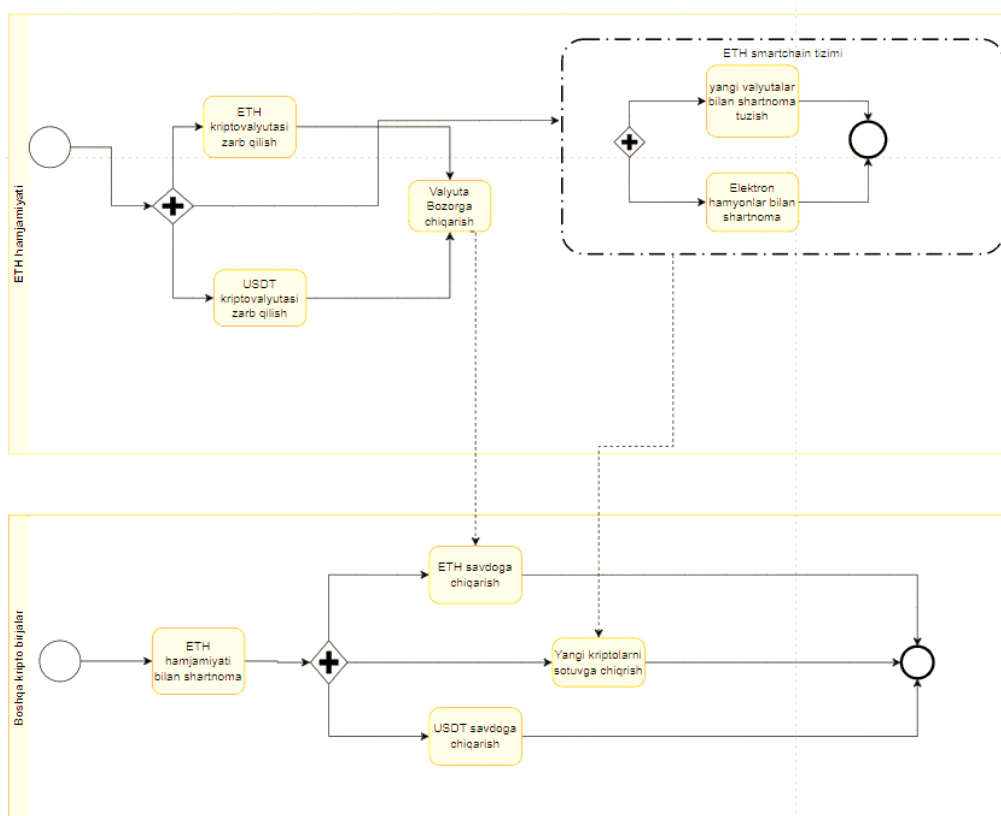 ETH hamjamiyati
ETH
kriptovalyutasi
zarb qilish
USDT
kriptovalyutasi
zarb qilish
Valyuta
Bozorga
chiqarish
ETH smartchain tizimi
yangi valyutalar
bilan shartnoma
tuzish
Elektron
hamyonlar bilan
shartnoma
Boshqa kripto birjalar
ETH
hamjamiyati
bilan shartnoma
ETH savdoga
chiqarish
Yangi kriptolarni
sotuvga chiqrish
USDT savdoga
chiqarish